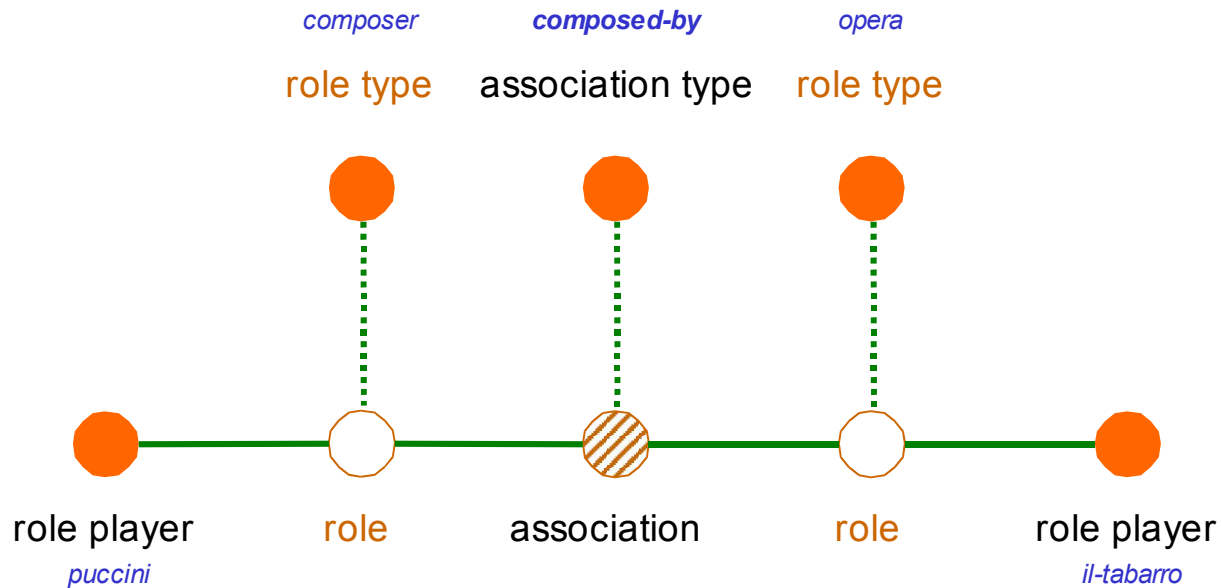 composer composed-by opera
role type association type role type
role player role association role role player
puccini il-tabarro